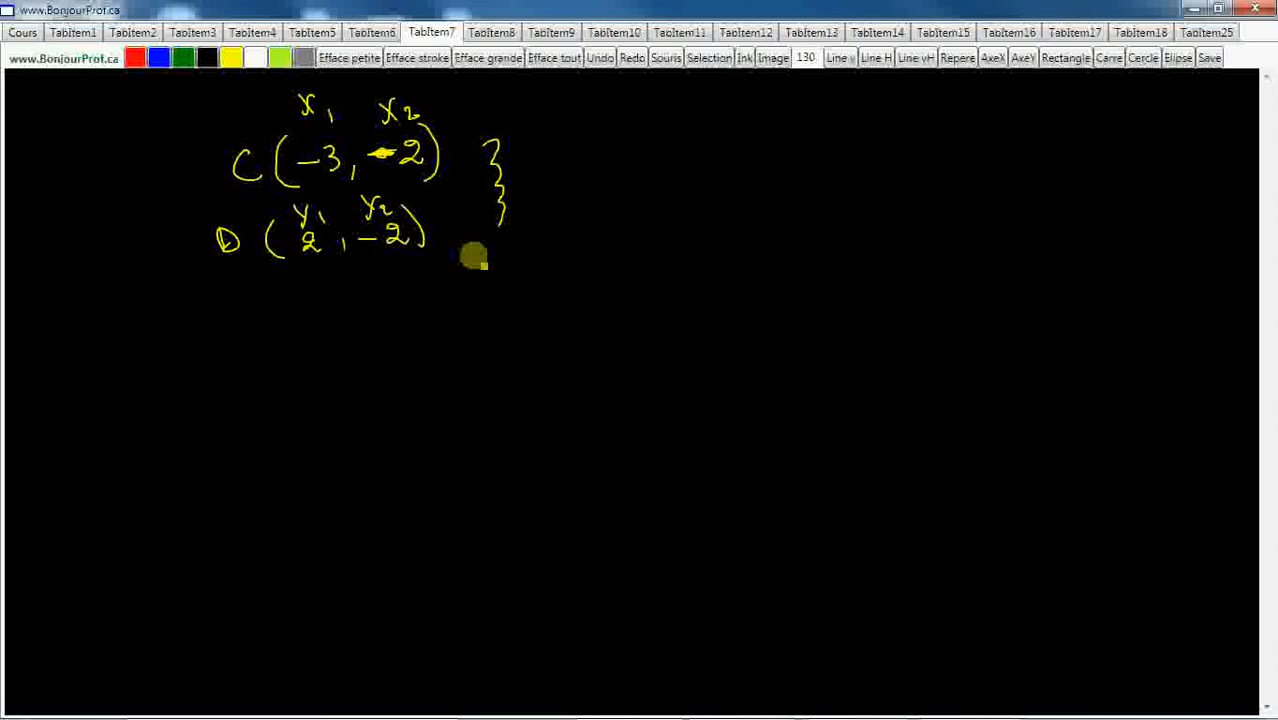 www.BonjourProf.ca
Cours TabItem1 TabItem2 TabItem3 TabItem4 TabItem5 TabItem6 TabItem7 TabItem8 TabItem9 TabItem10 TabItem11 TabItem12 TabItem13 TabItem14 TabItem15 TabItem16 TabItem17 TabItem18 TabItem25
www.BonjourProf.ca Efface petite Efface stroke Efface grande Efface tout Undo Redo Souris Selection Ink Image 130 Line v Line H Line vH Repere AxeX AxeY Rectangle Carre Cercle Elipse Save
x1 x2
C (-3, -2) }
y1 y2
D (2, -2)